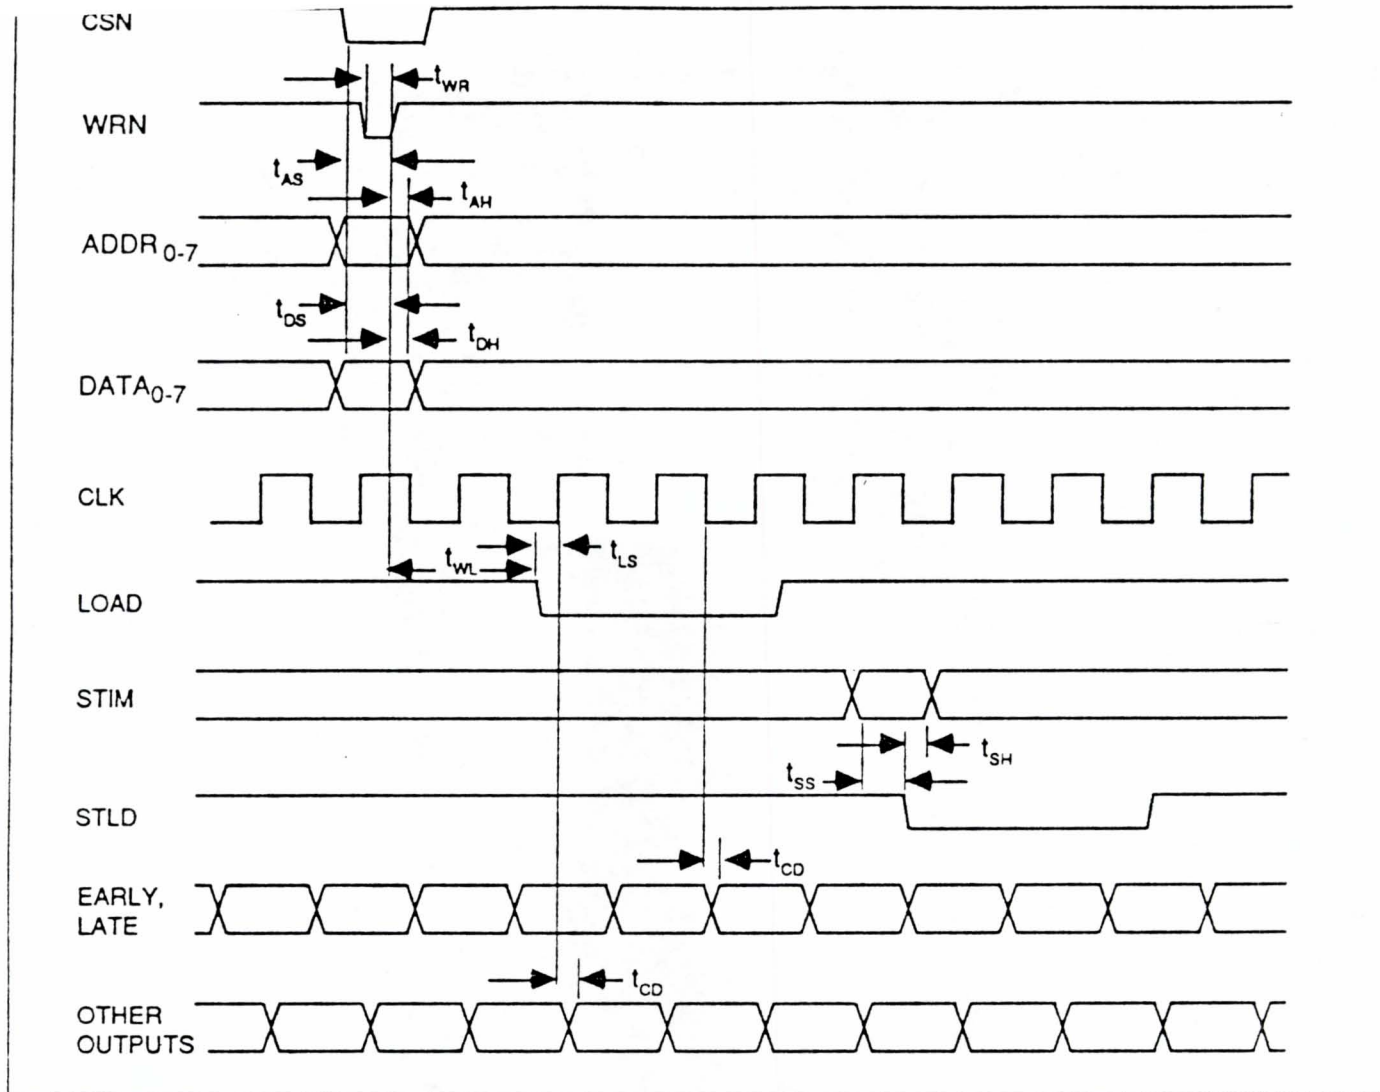 CSN
tWR
WRN
tAS
tAH
ADDR0-7
tDS
tDH
DATA0-7
CLK
tWL
tLS
LOAD
STIM
tSH
tSS
STLD
tCD
EARLY,
LATE
tCD
OTHER
OUTPUTS